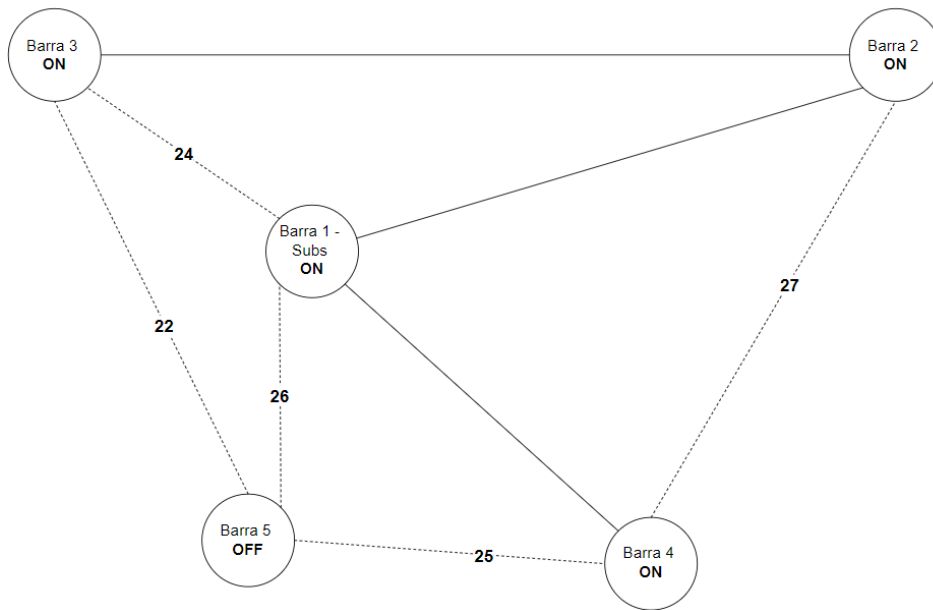 Barra 3
ON
Barra 2
ON
24
Barra 1 -
Subs
ON
27
22
26
Barra 5
OFF
25
Barra 4
ON